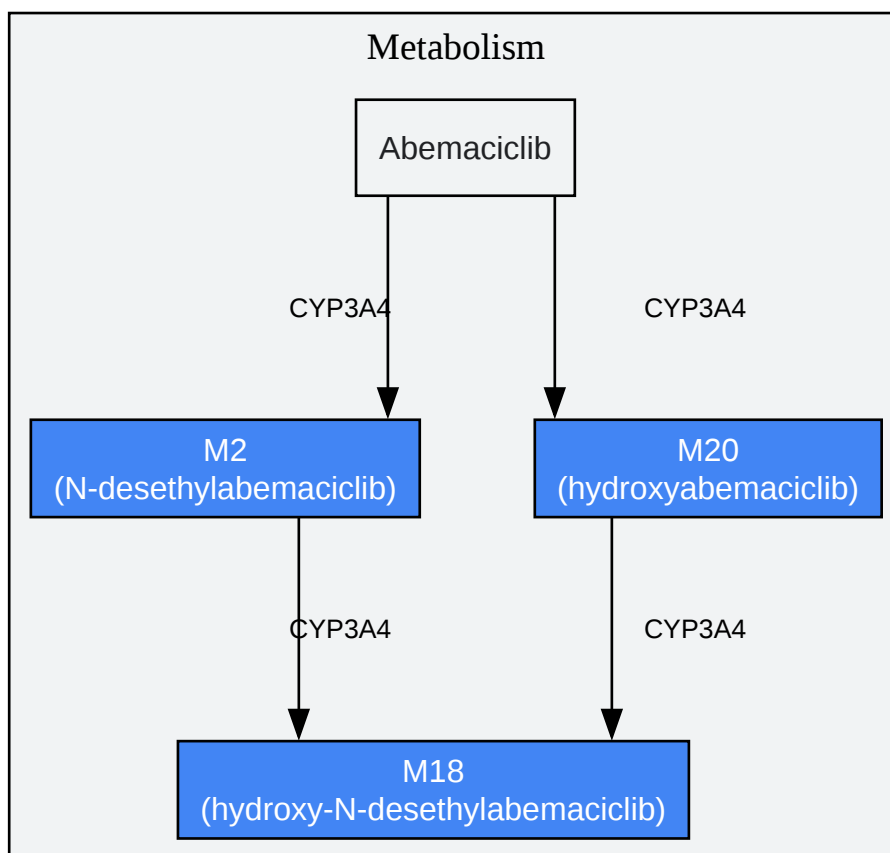 Metabolism
Abemaciclib
CYP3A4
CYP3A4
M2
(N-desethylabemaciclib)
M20
(hydroxyabemaciclib)
CYP3A4
CYP3A4
M18
(hydroxy-N-desethylabemaciclib)